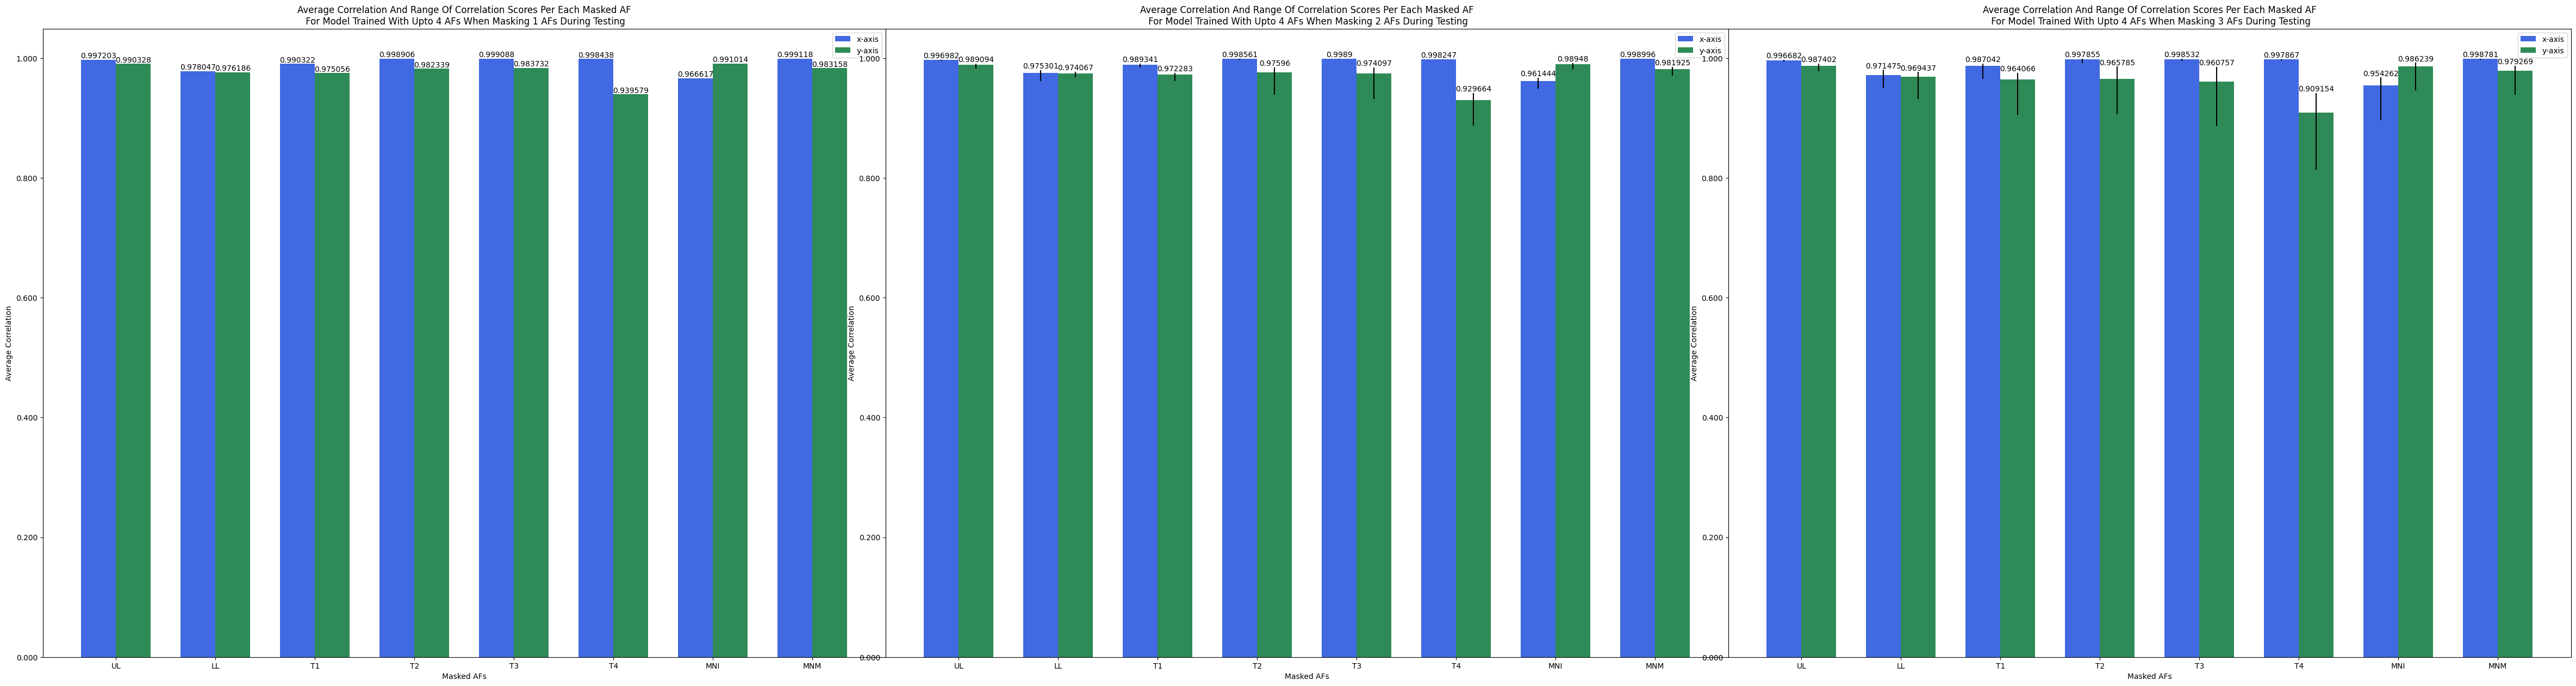 Average Correlation And Range Of Correlation Scores Per Each Masked AF
For Model Trained With Upto 4 AFs When Masking 1 AFs During Testing
x-axis
y-axis
0.997203
0.990328
0.978047
0.976186
0.990322
0.975056
0.998906
0.982339
0.999088
0.983732
0.998438
0.939579
0.966617
0.991014
0.999118
0.983158
1.000
0.800
0.600
0.400
0.200
0.000
Average Correlation
UL
LL
T1
T2
T3
T4
MNI
MNM
Masked AFs
Average Correlation And Range Of Correlation Scores Per Each Masked AF
For Model Trained With Upto 4 AFs When Masking 2 AFs During Testing
x-axis
y-axis
0.996982
0.989094
0.975301
0.974067
0.989341
0.972283
0.998561
0.97596
0.9989
0.974097
0.998247
0.929664
0.961444
0.98948
0.998996
0.981925
1.000
0.800
0.600
0.400
0.200
0.000
Average Correlation
UL
LL
T1
T2
T3
T4
MNI
MNM
Masked AFs
Average Correlation And Range Of Correlation Scores Per Each Masked AF
For Model Trained With Upto 4 AFs When Masking 3 AFs During Testing
x-axis
y-axis
0.996682
0.987402
0.971475
0.969437
0.987042
0.964066
0.997855
0.965785
0.998532
0.960757
0.997867
0.909154
0.954262
0.986239
0.998781
0.979269
1.000
0.800
0.600
0.400
0.200
0.000
Average Correlation
UL
LL
T1
T2
T3
T4
MNI
MNM
Masked AFs